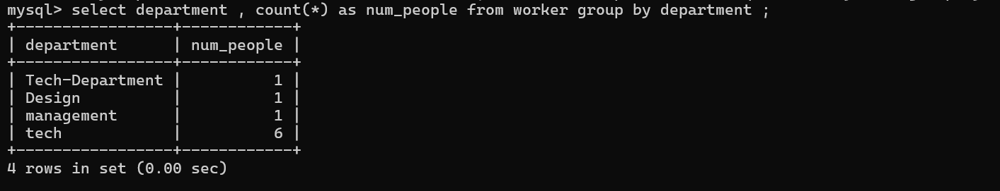 mysql> select department , count(*) as num_people from worker group by department ;
+-----------------+------------+
| department      | num_people |
+-----------------+------------+
| Tech-Department |          1 |
| Design          |          1 |
| management      |          1 |
| tech            |          6 |
+-----------------+------------+
4 rows in set (0.00 sec)